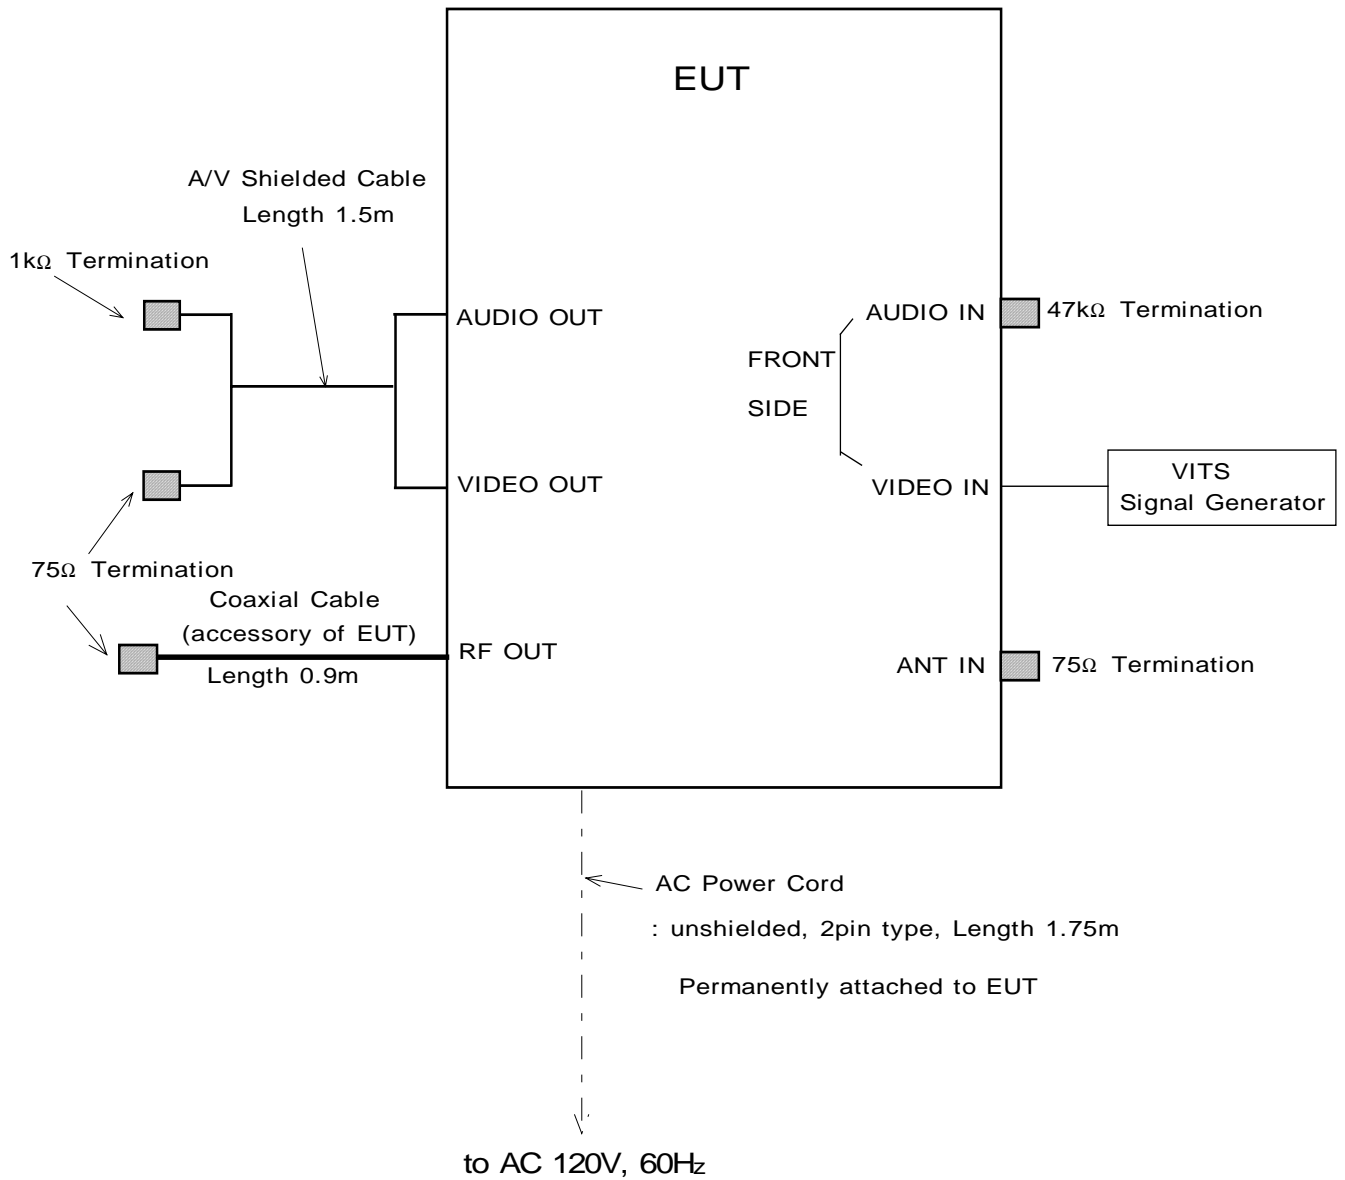 EUT
A/V Shielded Cable
Length 1.5m
1kΩ Termination
AUDIO OUT
AUDIO IN
47kΩ Termination
FRONT
SIDE
VIDEO OUT
VIDEO IN
VITS
Signal Generator
75Ω Termination
Coaxial Cable
(accessory of EUT)
Length 0.9m
RF OUT
ANT IN
75Ω Termination
AC Power Cord
: unshielded, 2pin type, Length 1.75m
Permanently attached to EUT
to AC 120V, 60Hz